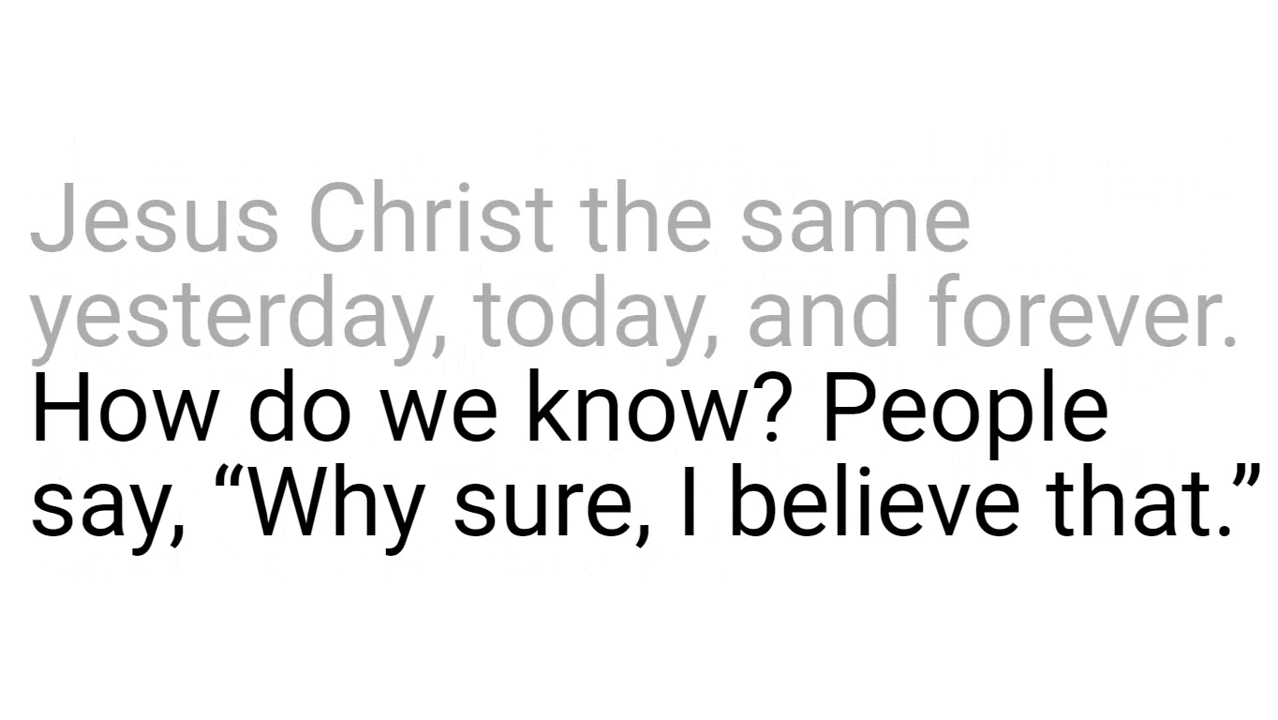 Jesus Christ the same
yesterday, today, and forever.
How do we know? People
say, “Why sure, I believe that.”